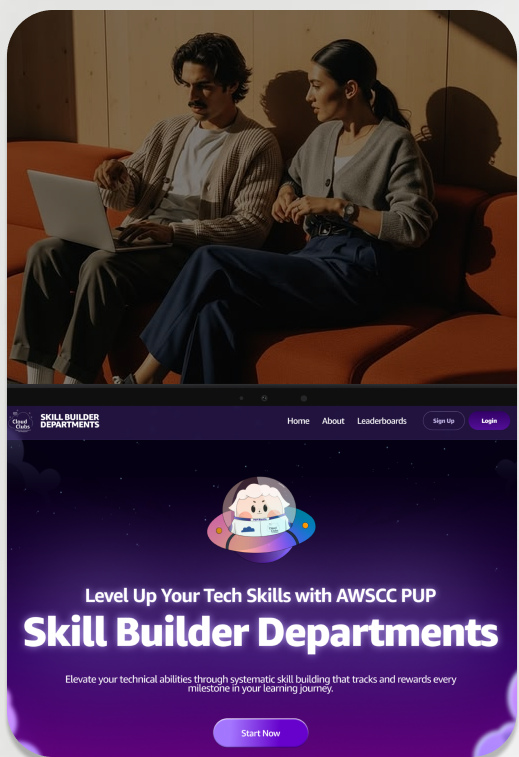 Cloud
Clubs
SKILL BUILDER
DEPARTMENTS
Home About Leaderboards Sign Up Login
Level Up Your Tech Skills with AWSCC PUP
Skill Builder Departments
Elevate your technical abilities through systematic skill building that tracks and rewards every
milestone in your learning journey.
Start Now